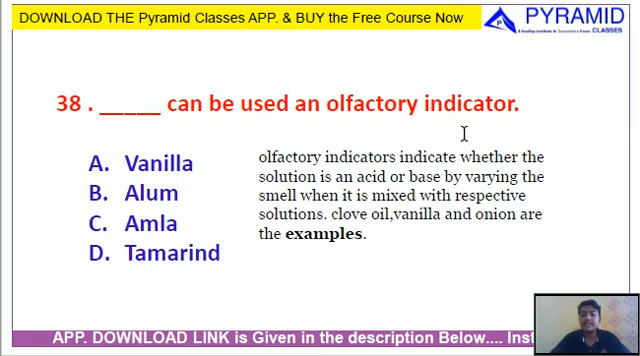 DOWNLOAD THE Pyramid Classes APP. & BUY the Free Course Now
PYRAMID
CLASSES
38 . _____ can be used an olfactory indicator.
A. Vanilla
B. Alum
C. Amla
D. Tamarind
olfactory indicators indicate whether the
solution is an acid or base by varying the
smell when it is mixed with respective
solutions. clove oil,vanilla and onion are
the examples.
APP. DOWNLOAD LINK is Given in the description Below.... Inst